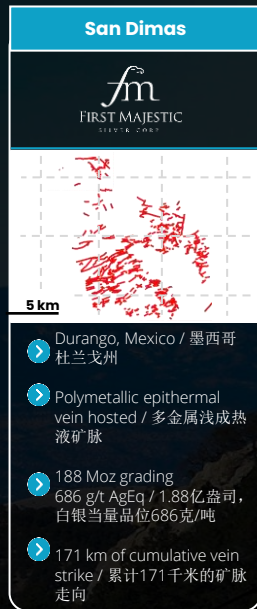 San Dimas
fm
FIRST MAJESTIC
SILVER CORP
5 km
Durango, Mexico / 墨西哥
杜兰戈州
Polymetallic epithermal
vein hosted / 多金属浅成热
液矿脉
188 Moz grading
686 g/t AgEq / 1.88亿盎司，
白银当量品位686克/吨
171 km of cumulative vein
strike / 累计171千米的矿脉
走向